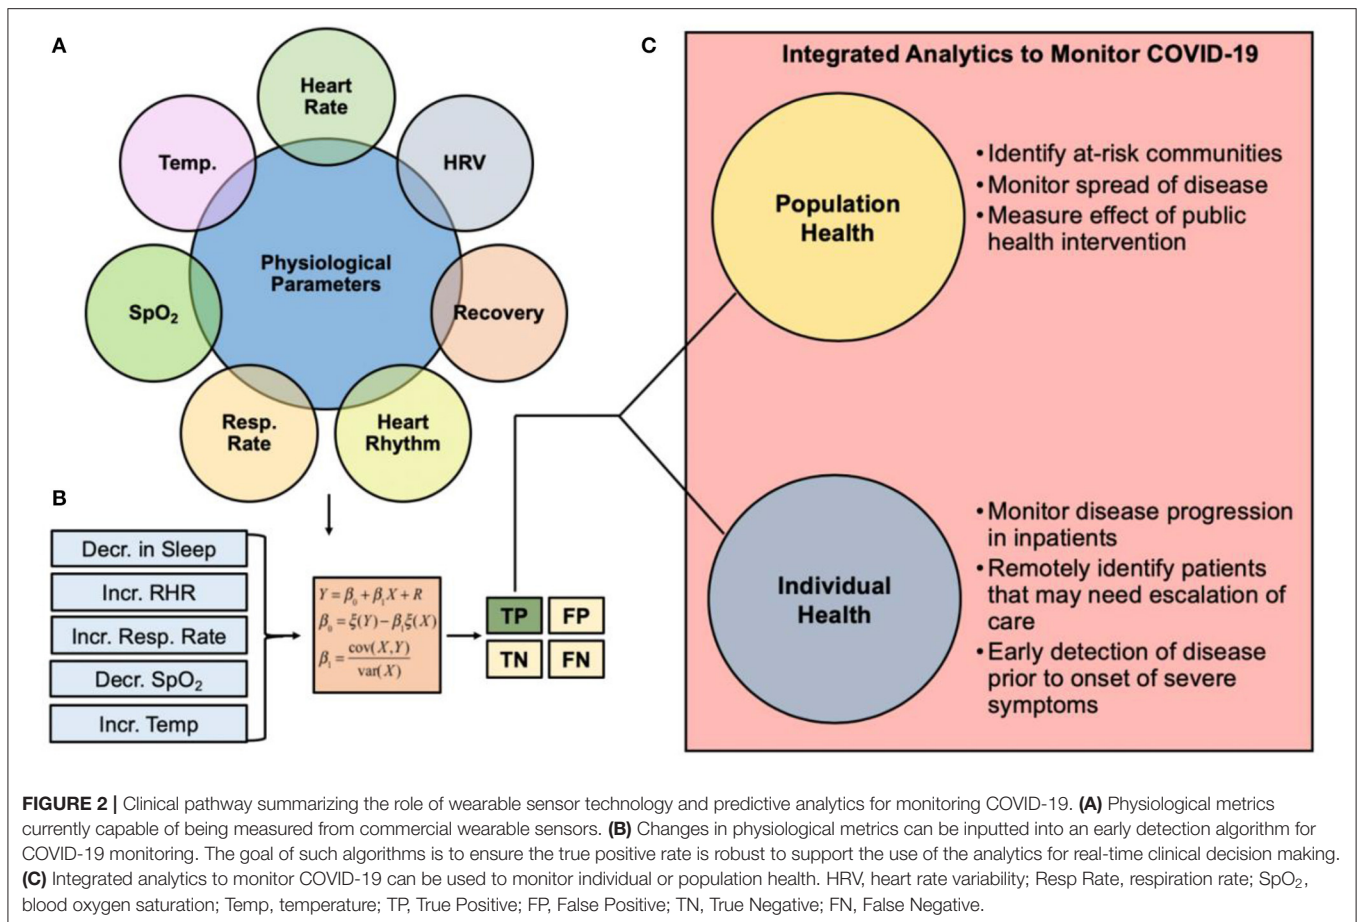 A
Heart
Rate
Temp.
HRV
Physiological
Parameters
SpO₂
Recovery
Resp.
Rate
Heart
Rhythm
B
Decr. in Sleep
Incr. RHR
Incr. Resp. Rate
Decr. SpO₂
Incr. Temp
Y = β₀ + β₁X + R
β₀ = ξ(Y) − β₁ξ(X)
β₁ = cov(X,Y)
var(X)
TP FP
TN FN
C
Integrated Analytics to Monitor COVID-19
Population
Health
• Identify at-risk communities
• Monitor spread of disease
• Measure effect of public
health intervention
Individual
Health
• Monitor disease progression
in inpatients
• Remotely identify patients
that may need escalation of
care
• Early detection of disease
prior to onset of severe
symptoms
FIGURE 2 | Clinical pathway summarizing the role of wearable sensor technology and predictive analytics for monitoring COVID-19. (A) Physiological metrics
currently capable of being measured from commercial wearable sensors. (B) Changes in physiological metrics can be inputted into an early detection algorithm for
COVID-19 monitoring. The goal of such algorithms is to ensure the true positive rate is robust to support the use of the analytics for real-time clinical decision making.
(C) Integrated analytics to monitor COVID-19 can be used to monitor individual or population health. HRV, heart rate variability; Resp Rate, respiration rate; SpO₂,
blood oxygen saturation; Temp, temperature; TP, True Positive; FP, False Positive; TN, True Negative; FN, False Negative.